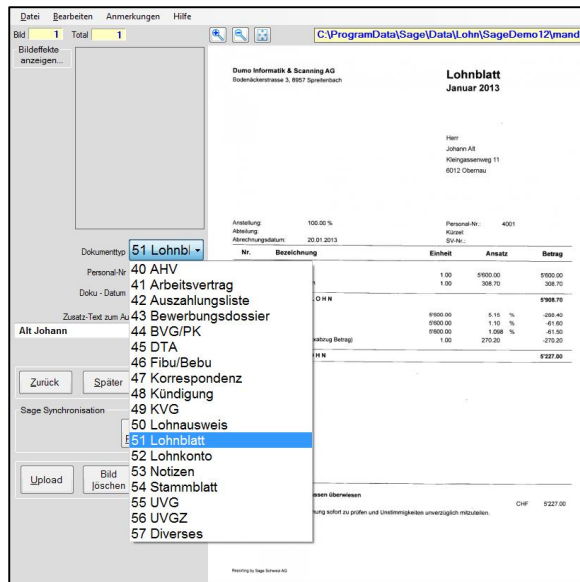 Datei Bearbeiten Anmerkungen Hilfe
Bild 1 Total 1
C:\ProgramData\Sage\Data\Lohn\SageDemo12\mand
Bildeffekte
anzeigen...
Dumo Informatik & Scanning AG
Bodenäckerstrasse 3, 8957 Spreitenbach
Lohnblatt
Januar 2013
Herr
Johann Alt
Kleingassenweg 11
6012 Obernau
Anstellung: 100.00 %
Abteilung:
Abrechnungsdatum: 20.01.2013
Personal-Nr.: 4001
Kürzel:
SV-Nr.:
Nr. Bezeichnung Einheit Ansatz Betrag
1.00 5'600.00 5'600.00
1.00 308.70 308.70
LOHN 5'908.70
5'600.00 5.15 % -288.40
5'600.00 1.10 % -61.60
5'600.00 1.098 % -61.50
xabzug Betrag) 1.00 270.20 -270.20
OHN 5'227.00
Dokumenttyp 51 Lohnbl
Personal-Nr
Doku - Datum
Zusatz-Text zum Au
Alt Johann
Zurück Später
Sage Synchronisation
Upload Bild
löschen
40 AHV
41 Arbeitsvertrag
42 Auszahlungsliste
43 Bewerbungsdossier
44 BVG/PK
45 DTA
46 Fibu/Bebu
47 Korrespondenz
48 Kündigung
49 KVG
50 Lohnausweis
51 Lohnblatt
52 Lohnkonto
53 Notizen
54 Stammblatt
55 UVG
56 UVGZ
57 Diverses
ssen überwiesen
CHF 5'227.00
nung sofort zu prüfen und Unstimmigkeiten unverzüglich mitzuteilen.
Reporting by Sage Schweiz AG